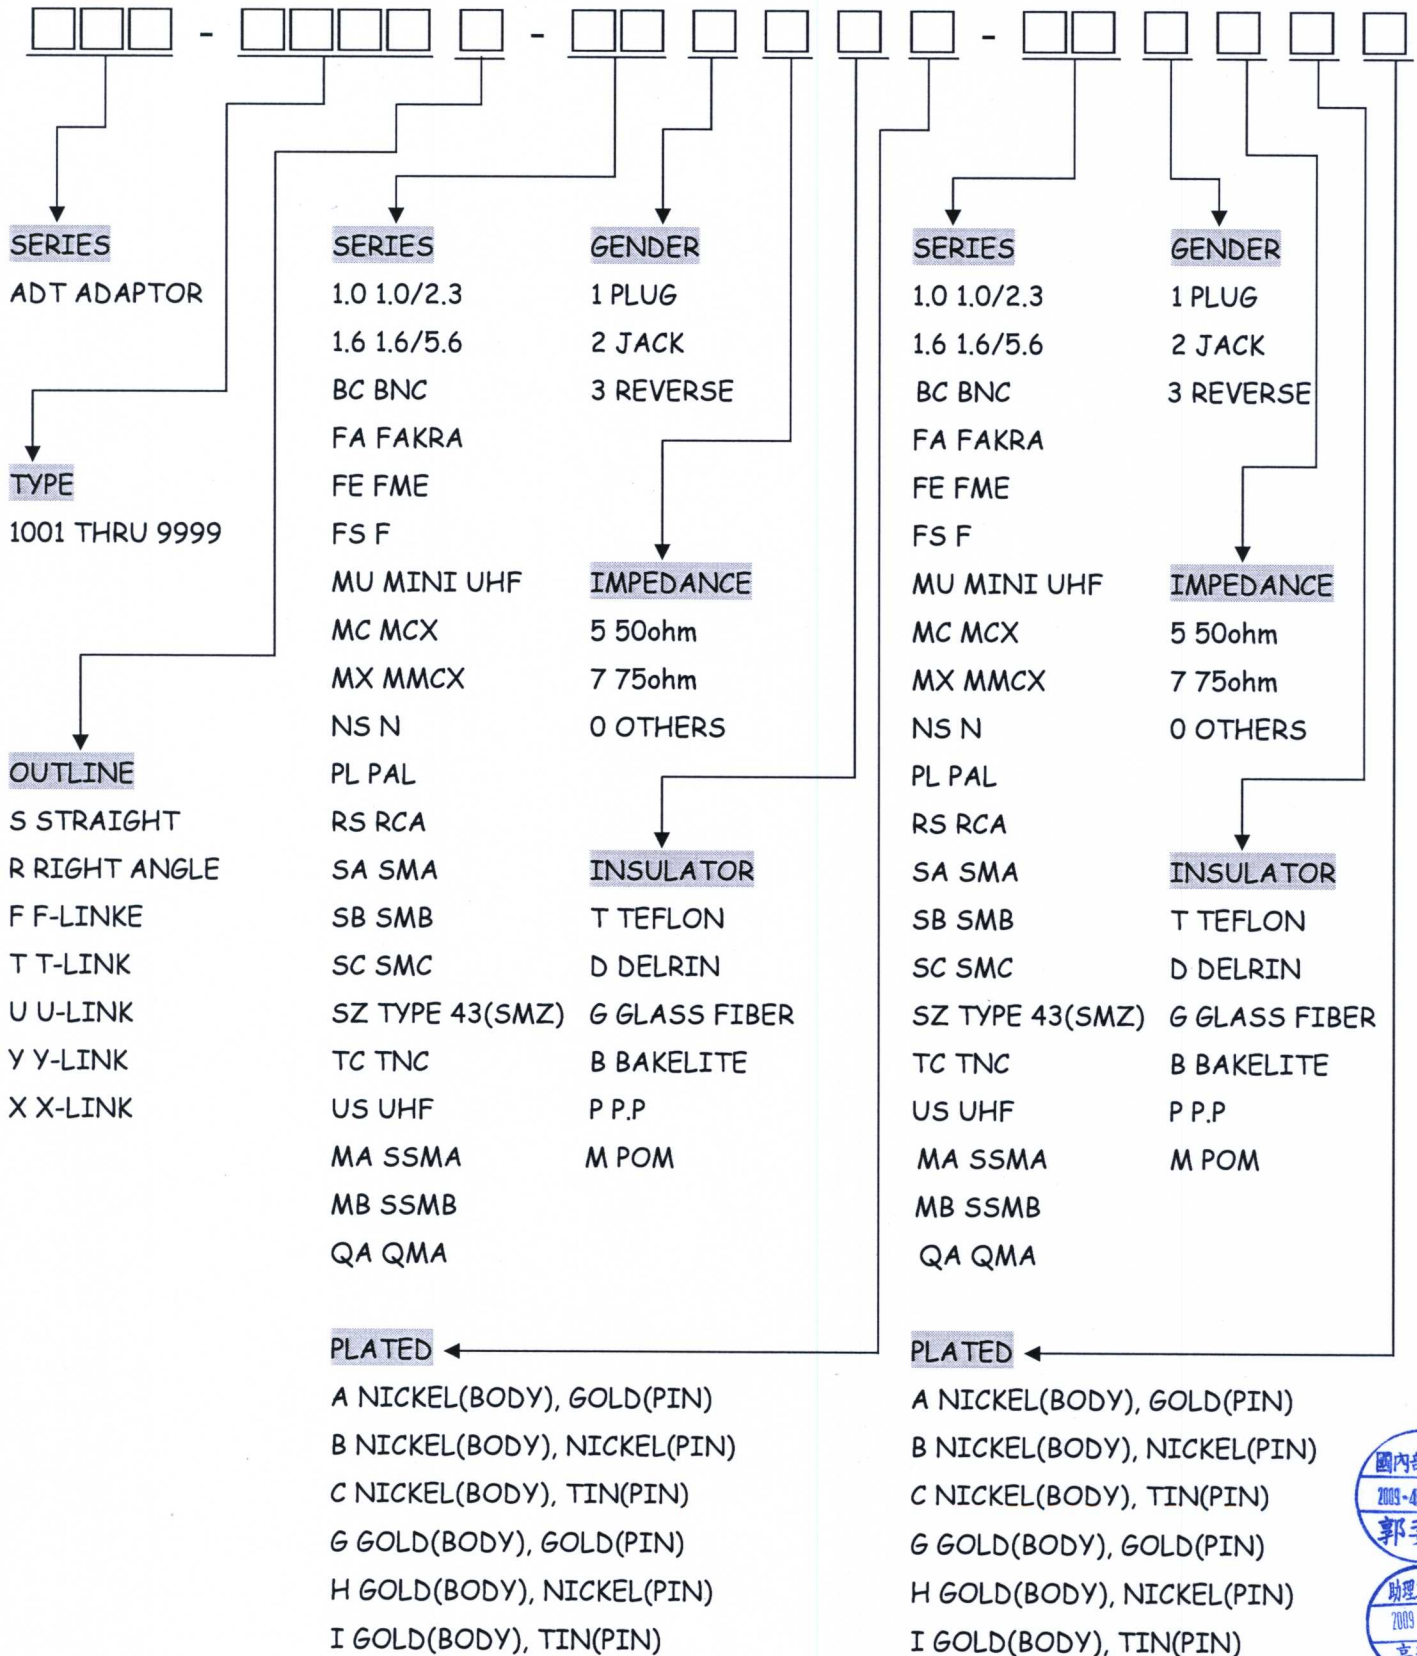 SERIES
ADT ADAPTOR
TYPE
1001 THRU 9999
OUTLINE
S STRAIGHT
R RIGHT ANGLE
F F-LINKE
T T-LINK
U U-LINK
Y Y-LINK
X X-LINK
SERIES
1.0 1.0/2.3
1.6 1.6/5.6
BC BNC
FA FAKRA
FE FME
FS F
MU MINI UHF
MC MCX
MX MMCX
NS N
PL PAL
RS RCA
SA SMA
SB SMB
SC SMC
SZ TYPE 43(SMZ)
TC TNC
US UHF
MA SSMA
MB SSMB
QA QMA
GENDER
1 PLUG
2 JACK
3 REVERSE
IMPEDANCE
5 50ohm
7 75ohm
0 OTHERS
INSULATOR
T TEFLON
D DELRIN
G GLASS FIBER
B BAKELITE
P P.P
M POM
PLATED
A NICKEL(BODY), GOLD(PIN)
B NICKEL(BODY), NICKEL(PIN)
C NICKEL(BODY), TIN(PIN)
G GOLD(BODY), GOLD(PIN)
H GOLD(BODY), NICKEL(PIN)
I GOLD(BODY), TIN(PIN)
SERIES
1.0 1.0/2.3
1.6 1.6/5.6
BC BNC
FA FAKRA
FE FME
FS F
MU MINI UHF
MC MCX
MX MMCX
NS N
PL PAL
RS RCA
SA SMA
SB SMB
SC SMC
SZ TYPE 43(SMZ)
TC TNC
US UHF
MA SSMA
MB SSMB
QA QMA
GENDER
1 PLUG
2 JACK
3 REVERSE
IMPEDANCE
5 50ohm
7 75ohm
0 OTHERS
INSULATOR
T TEFLON
D DELRIN
G GLASS FIBER
B BAKELITE
P P.P
M POM
PLATED
A NICKEL(BODY), GOLD(PIN)
B NICKEL(BODY), NICKEL(PIN)
C NICKEL(BODY), TIN(PIN)
G GOLD(BODY), GOLD(PIN)
H GOLD(BODY), NICKEL(PIN)
I GOLD(BODY), TIN(PIN)
國內
2009-4
郭
助理
2009